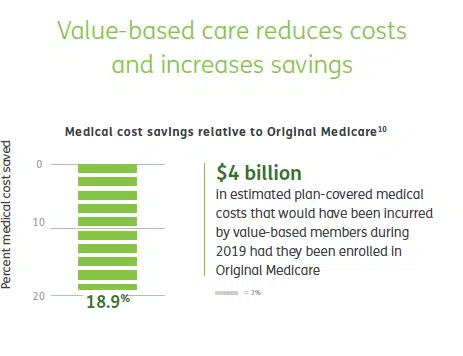 Value-based care reduces costs
and increases savings
Medical cost savings relative to Original Medicare10
Percent medical cost saved
0
10
20
18.9%
$4 billion
in estimated plan-covered medical
costs that would have been incurred
by value-based members during
2019 had they been enrolled in
Original Medicare
= 2%